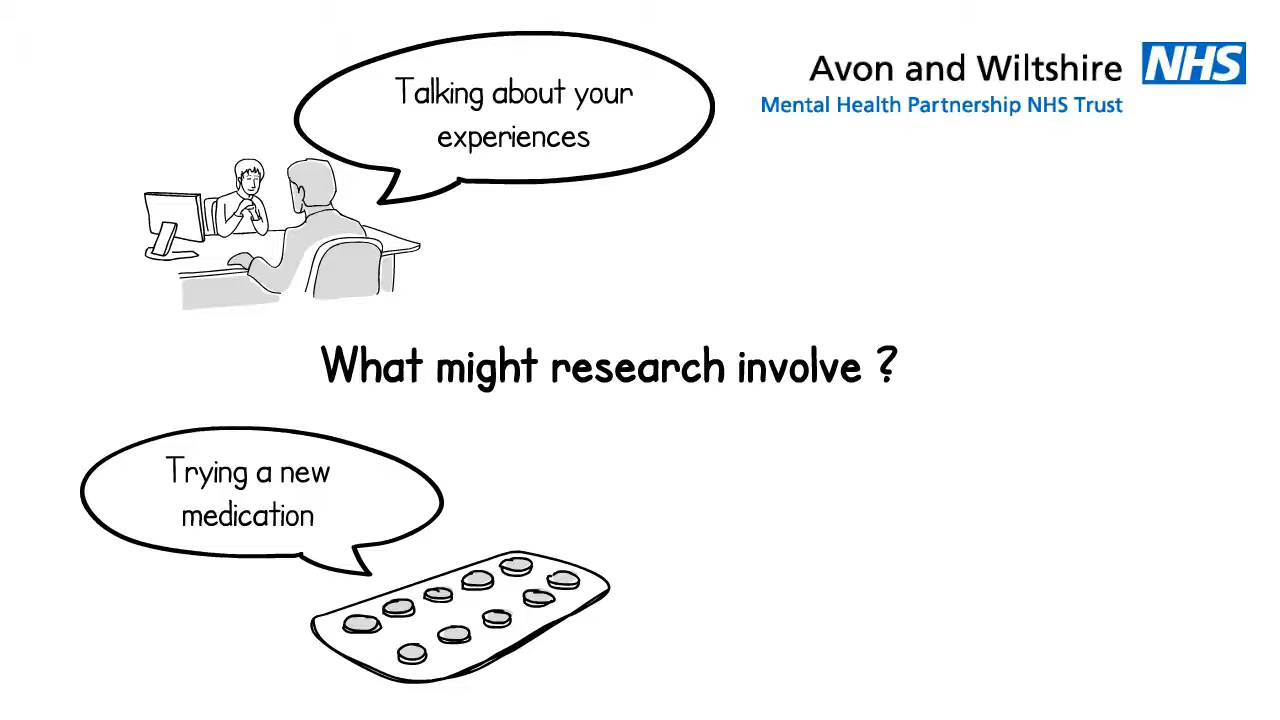 Talking about your
experiences
Avon and Wiltshire NHS
Mental Health Partnership NHS Trust
What might research involve ?
Trying a new
medication